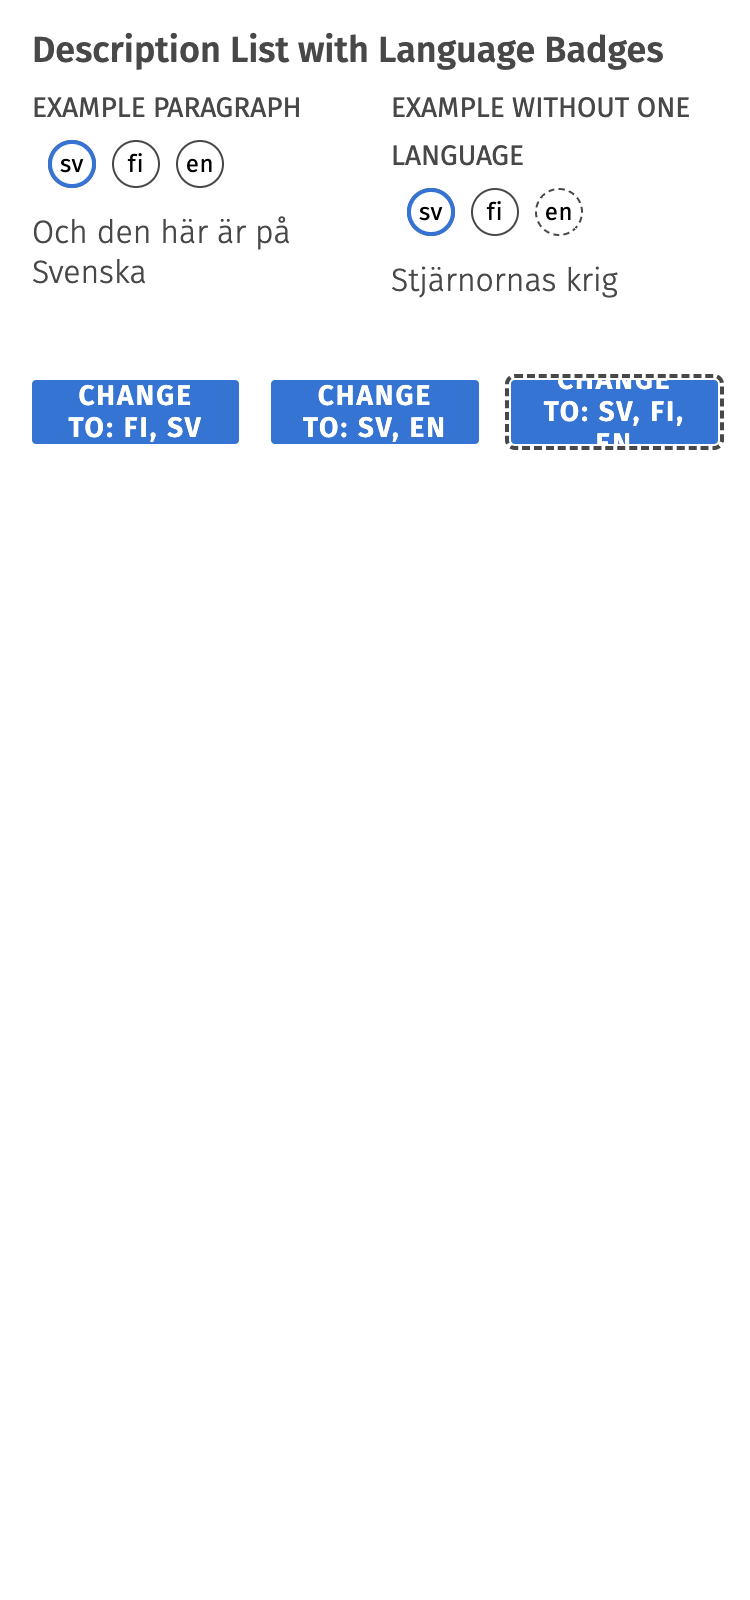 Description List with Language Badges
EXAMPLE PARAGRAPH
sv fi en
Och den här är på
Svenska
EXAMPLE WITHOUT ONE
LANGUAGE
sv fi en
Stjärnornas krig
CHANGE
TO: FI, SV
CHANGE
TO: SV, EN
CHANGE
TO: SV, FI,
EN